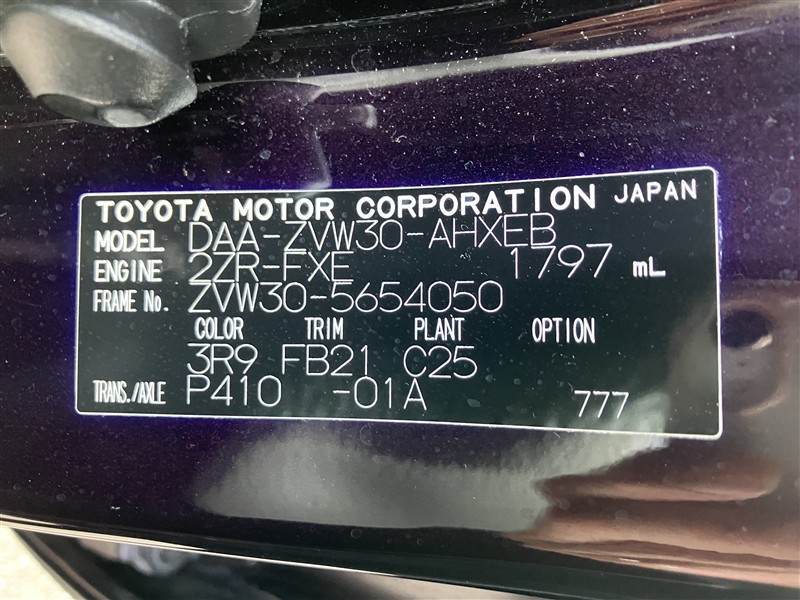 TOYOTA MOTOR CORPORATION JAPAN
MODEL DAA-ZVW30-AHXEB
ENGINE 2ZR-FXE 1797 mL
FRAME No. ZVW30-5654050
COLOR TRIM PLANT OPTION
3R9 FB21 C25
TRANS./AXLE P410 -01A 777